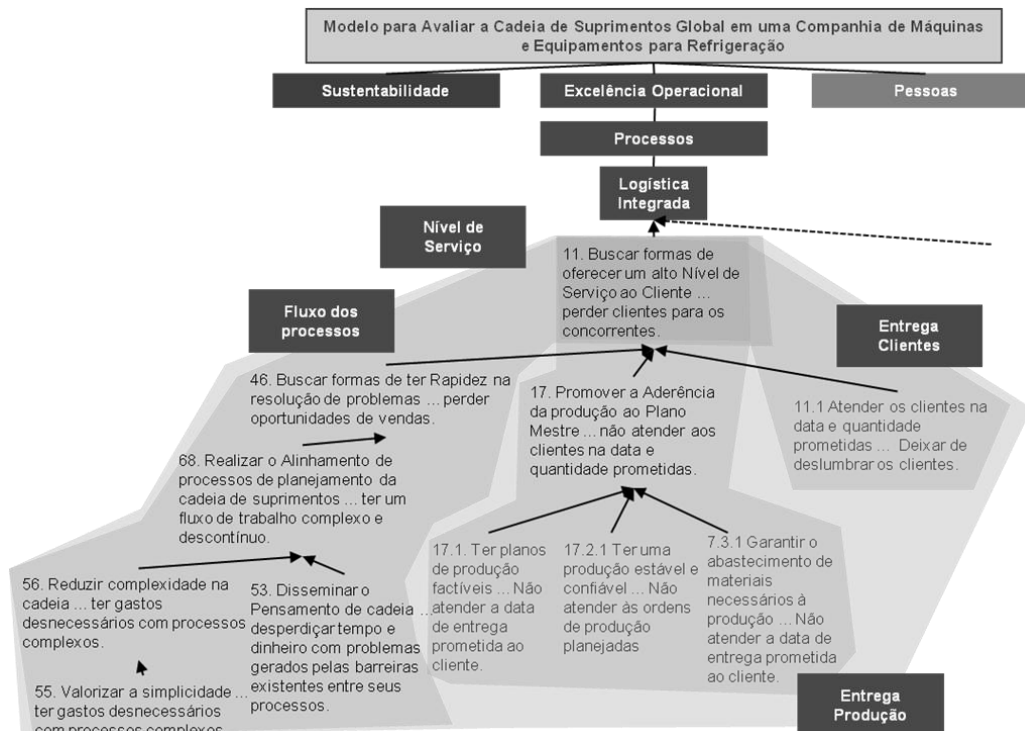 Modelo para Avaliar a Cadeia de Suprimentos Global em uma Companhia de Máquinas
e Equipamentos para Refrigeração
Sustentabilidade
Excelência Operacional
Pessoas
Processos
Logística
Integrada
Nível de
Serviço
11. Buscar formas de
oferecer um alto Nível de
Serviço ao Cliente ...
perder clientes para os
concorrentes.
Fluxo dos
processos
Entrega
Clientes
46. Buscar formas de ter Rapidez na
resolução de problemas ... perder
oportunidades de vendas.
17. Promover a Aderência
da produção ao Plano
Mestre ... não atender aos
clientes na data e
quantidade prometidas.
11.1 Atender os clientes na
data e quantidade
prometidas ... Deixar de
deslumbrar os clientes.
68. Realizar o Alinhamento de
processos de planejamento da
cadeia de suprimentos ... ter um
fluxo de trabalho complexo e
descontínuo.
17.1. Ter planos
de produção
factíveis ... Não
atender a data
de entrega
prometida ao
cliente.
17.2.1 Ter uma
produção estável e
confiável ... Não
atender às ordens
de produção
planejadas
7.3.1 Garantir o
abastecimento de
materiais
necessários à
produção ... Não
atender a data de
entrega prometida
ao cliente.
56. Reduzir complexidade na
cadeia ... ter gastos
desnecessários com processos
complexos.
53. Disseminar o
Pensamento de cadeia ...
desperdiçar tempo e
dinheiro com problemas
gerados pelas barreiras
existentes entre seus
processos.
55. Valorizar a simplicidade ...
ter gastos desnecessários
com processos complexos
Entrega
Produção